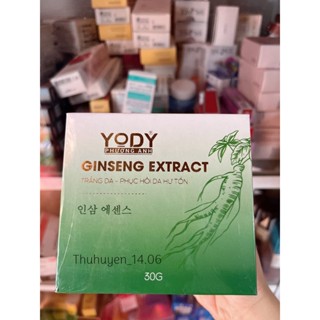 YODY
PHƯƠNG ANH
GINSENG EXTRACT
TRẮNG DA - PHỤC HỒI DA HƯ TỔN
인삼 에센스
Thuhuyen_14.06
30G